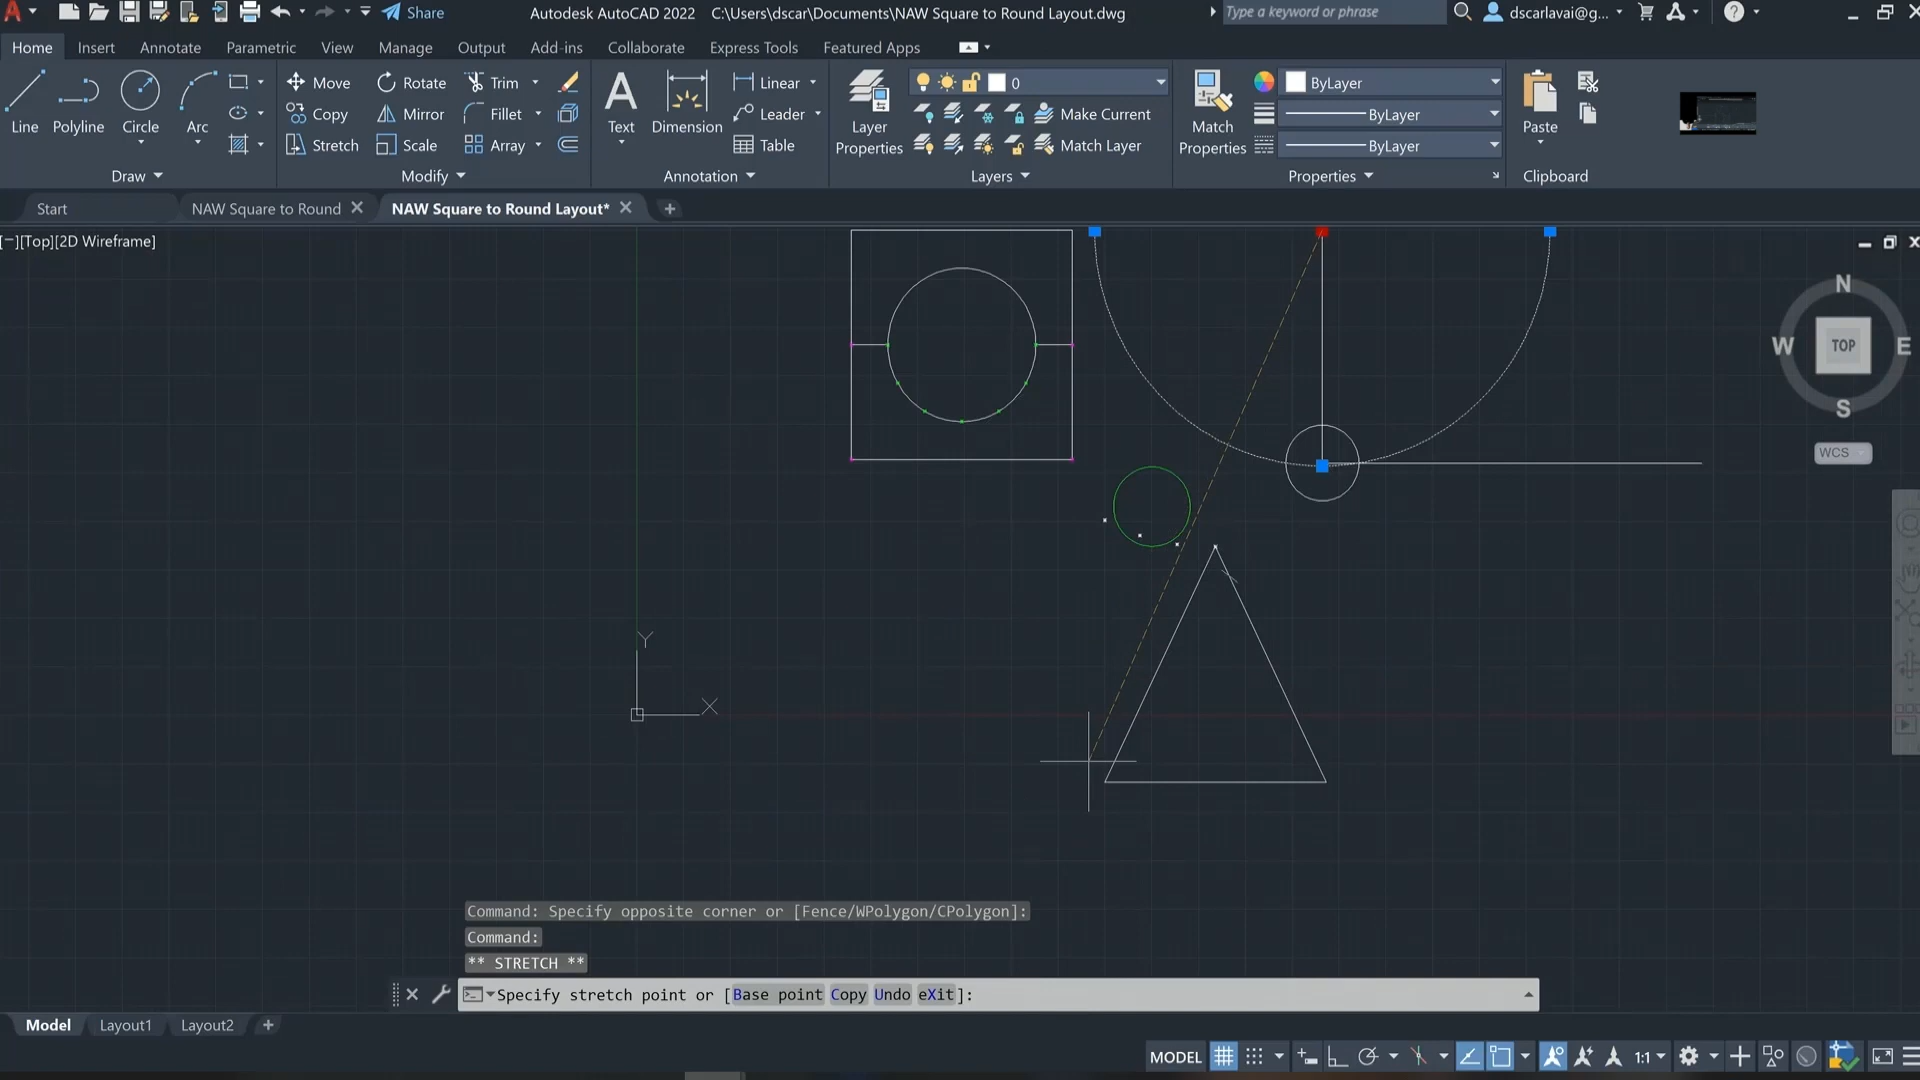 Share
Autodesk AutoCAD 2022 C:\Users\dscar\Documents\NAW Square to Round Layout.dwg
Type a keyword or phrase
dscarlavai@g...
Home Insert Annotate Parametric View Manage Output Add-ins Collaborate Express Tools Featured Apps
Line Polyline Circle Arc
Move Rotate Trim
Copy Mirror Fillet
Stretch Scale Array
Text Dimension
Linear
Leader
Table
Layer Properties
0
Make Current
Match Layer
Match Properties
ByLayer
ByLayer
ByLayer
Paste
Draw Modify Annotation Layers Properties Clipboard
Start NAW Square to Round NAW Square to Round Layout*
[−][Top][2D Wireframe]
N
W TOP E
S
WCS
Y
X
Command: Specify opposite corner or [Fence/WPolygon/CPolygon]:
Command:
** STRETCH **
Specify stretch point or [Base point Copy Undo eXit]:
Model Layout1 Layout2
MODEL
1:1